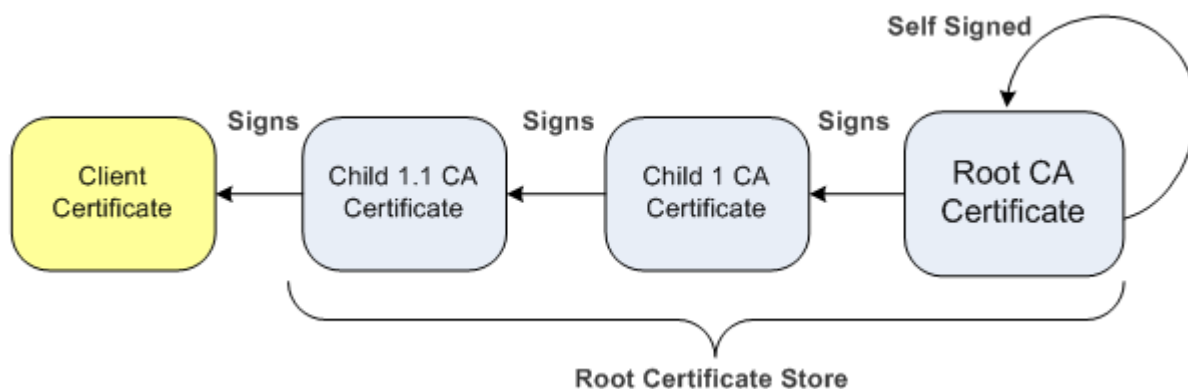 Self Signed
Signs
Signs
Signs
Client
Certificate
Child 1.1 CA
Certificate
Child 1 CA
Certificate
Root CA
Certificate
Root Certificate Store